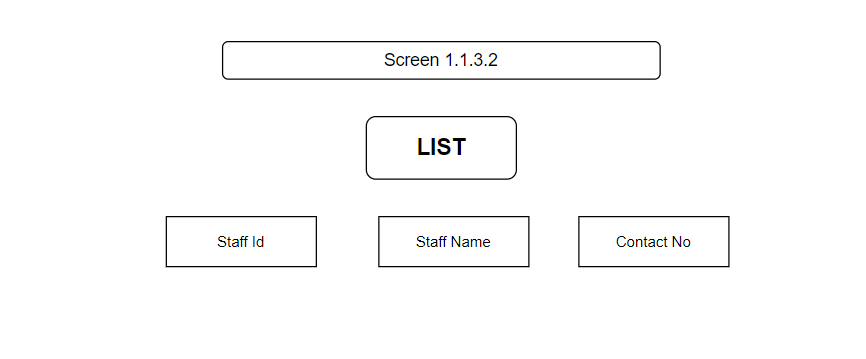 Screen 1.1.3.2
LIST
Staff Id
Staff Name
Contact No